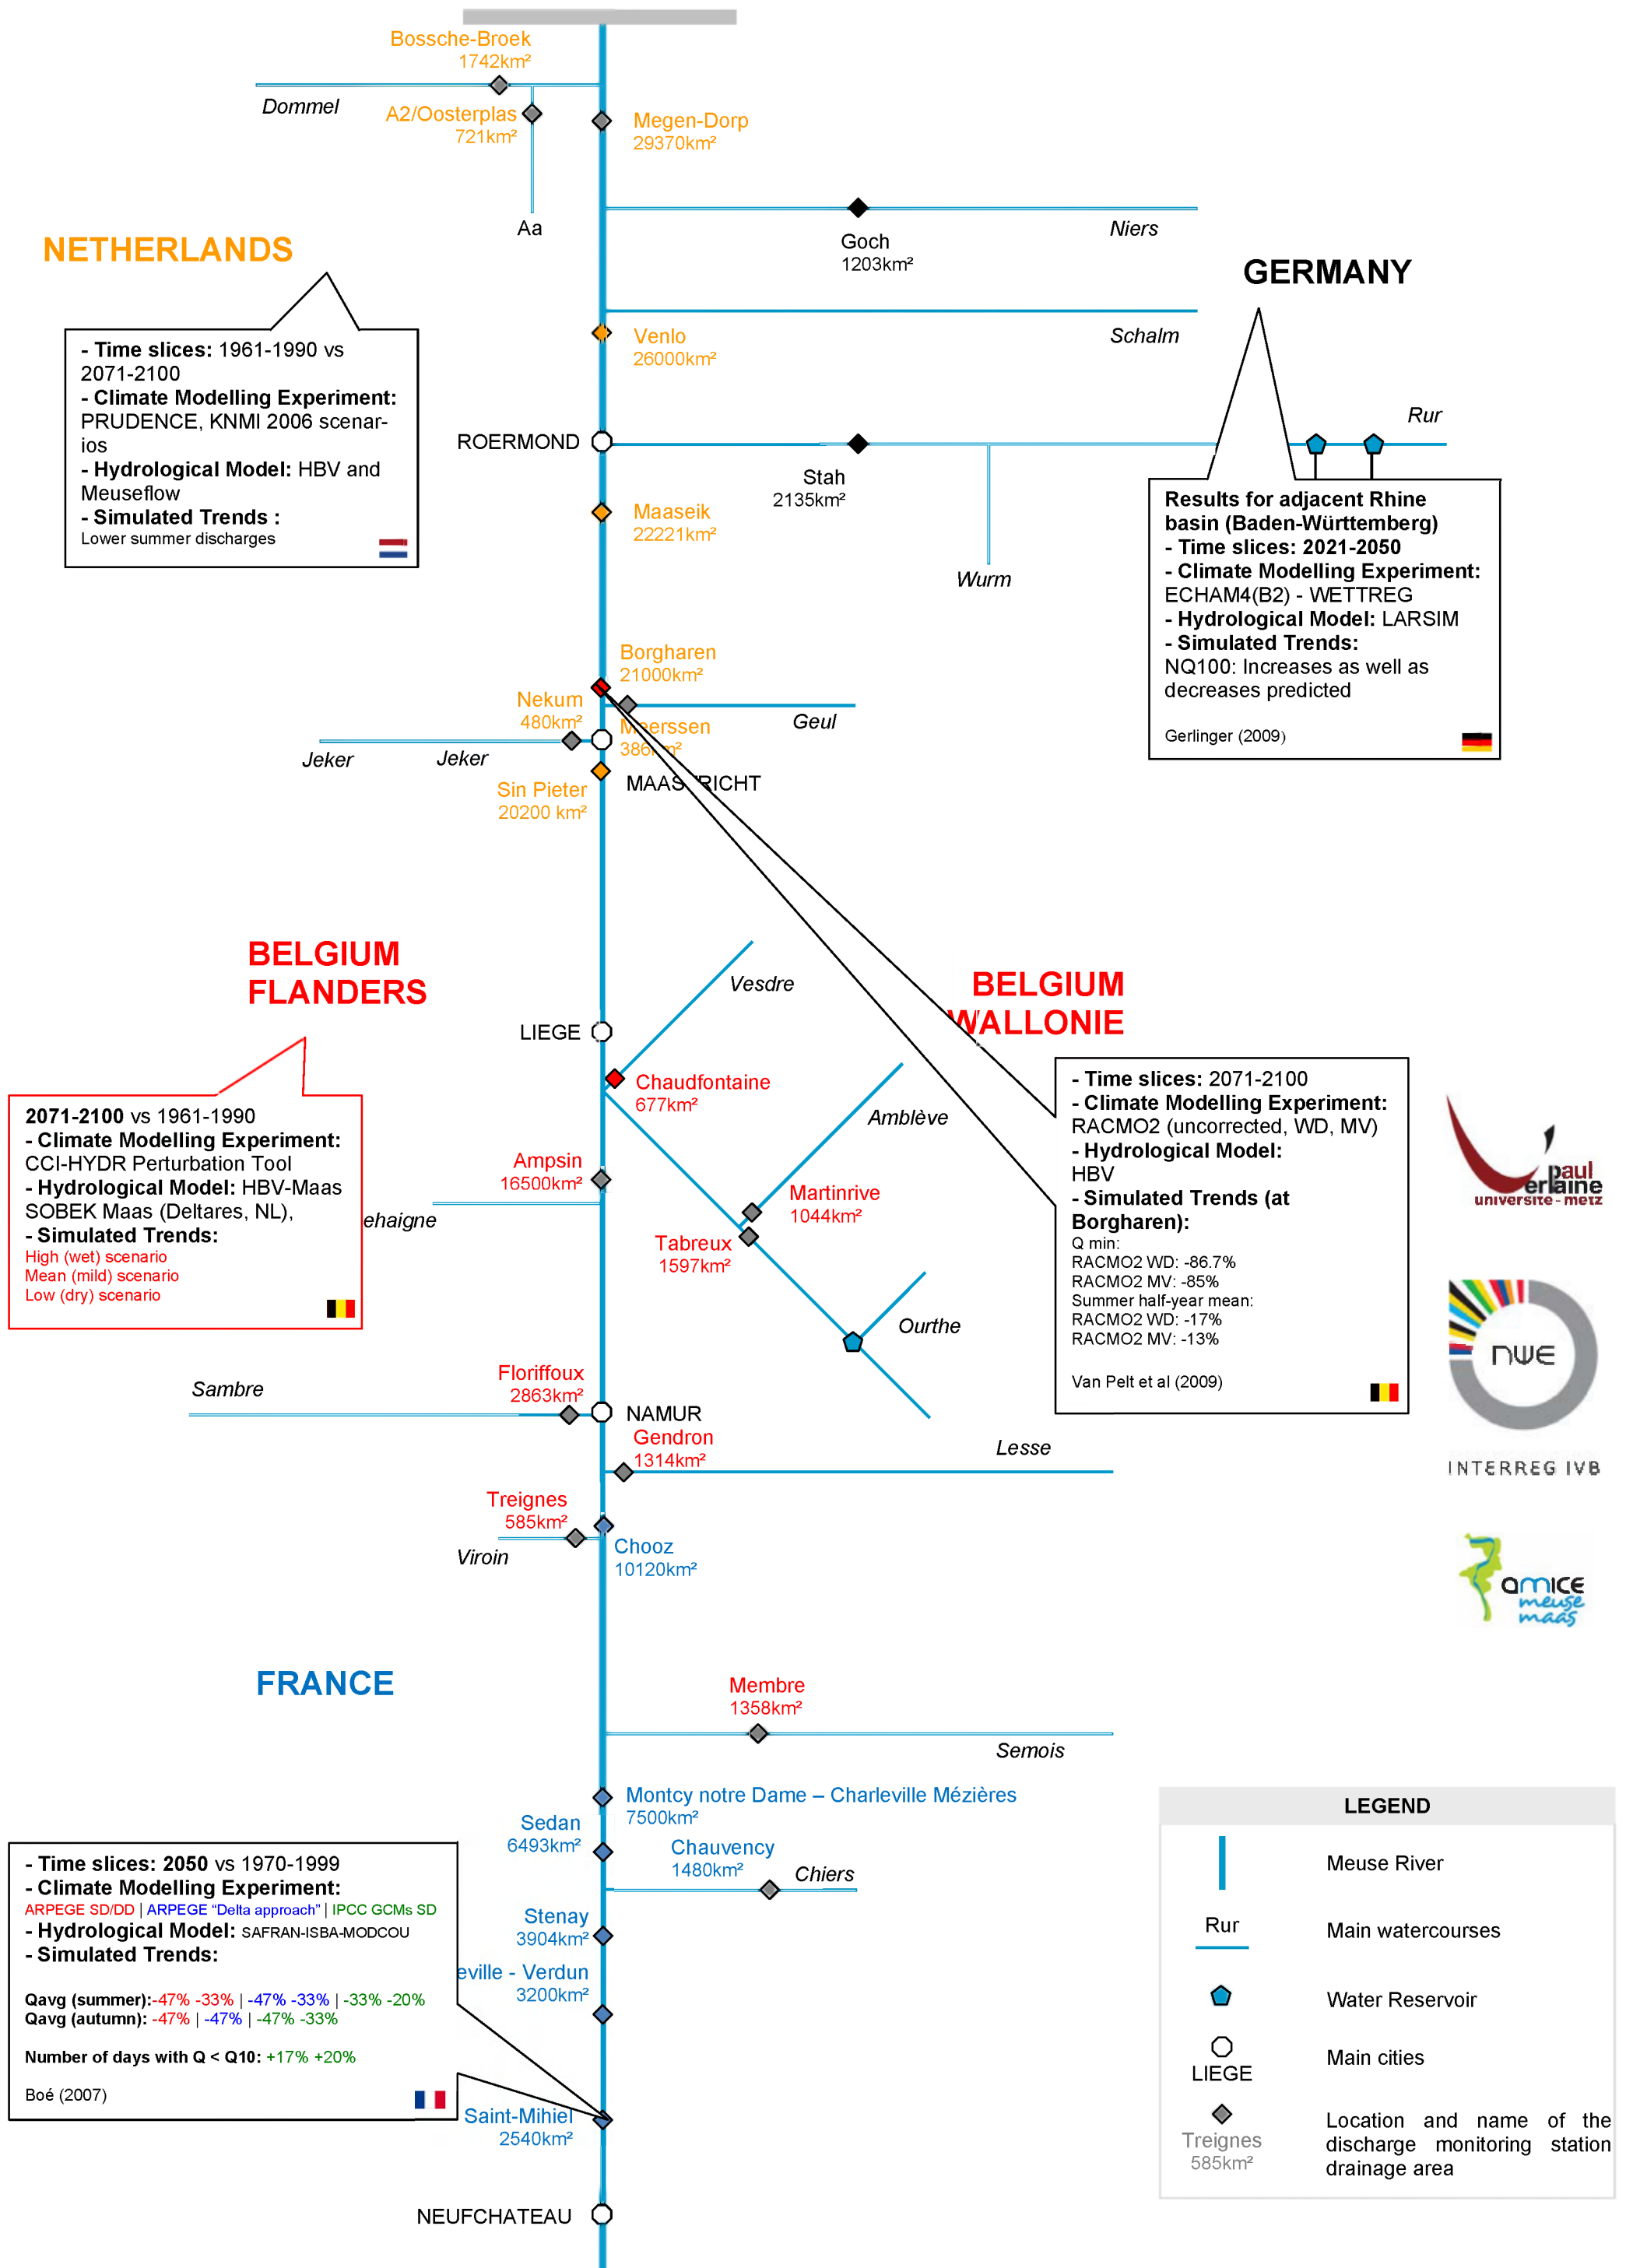 Bossche-Broek
1742km²
Dommel
A2/Oosterplas
721km²
Megen-Dorp
29370km²
Aa
Niers
Goch
1203km²
NETHERLANDS
GERMANY
- Time slices: 1961-1990 vs
2071-2100
- Climate Modelling Experiment:
PRUDENCE, KNMI 2006 scenar-
ios
- Hydrological Model: HBV and
Meuseflow
- Simulated Trends :
Lower summer discharges
Schalm
Venlo
26000km²
Rur
ROERMOND
Stah
2135km²
Maaseik
22221km²
Wurm
Results for adjacent Rhine
basin (Baden-Württemberg)
- Time slices: 2021-2050
- Climate Modelling Experiment:
ECHAM4(B2) - WETTREG
- Hydrological Model: LARSIM
- Simulated Trends:
NQ100: Increases as well as
decreases predicted
Gerlinger (2009)
Borgharen
21000km²
Nekum
480km²
Geul
Meerssen
386km²
Jeker
Jeker
MAASTRICHT
Sin Pieter
20200 km²
BELGIUM
FLANDERS
Vesdre
BELGIUM
WALLONIE
LIEGE
Chaudfontaine
677km²
Amblève
2071-2100 vs 1961-1990
- Climate Modelling Experiment:
CCI-HYDR Perturbation Tool
- Hydrological Model: HBV-Maas
SOBEK Maas (Deltares, NL),
- Simulated Trends:
High (wet) scenario
Mean (mild) scenario
Low (dry) scenario
- Time slices: 2071-2100
- Climate Modelling Experiment:
RACMO2 (uncorrected, WD, MV)
- Hydrological Model:
HBV
- Simulated Trends (at
Borgharen):
Q min:
RACMO2 WD: -86.7%
RACMO2 MV: -85%
Summer half-year mean:
RACMO2 WD: -17%
RACMO2 MV: -13%
Van Pelt et al (2009)
Ampsin
16500km²
ehaigne
Martinrive
1044km²
Tabreux
1597km²
Ourthe
paul
verlaine
université-metz
NWE
INTERREG IVB
amice
meuse
maas
Floriffoux
2863km²
Sambre
NAMUR
Gendron
1314km²
Lesse
Treignes
585km²
Viroin
Chooz
10120km²
FRANCE
Membre
1358km²
Semois
Montcy notre Dame – Charleville Mézières
7500km²
Sedan
6493km²
Chauvency
1480km²
Chiers
- Time slices: 2050 vs 1970-1999
- Climate Modelling Experiment:
ARPEGE SD/DD | ARPEGE “Delta approach” | IPCC GCMs SD
- Hydrological Model: SAFRAN-ISBA-MODCOU
- Simulated Trends:
Qavg (summer):-47% -33% | -47% -33% | -33% -20%
Qavg (autumn): -47% | -47% | -47% -33%
Number of days with Q < Q10: +17% +20%
Boé (2007)
Stenay
3904km²
eville - Verdun
3200km²
Saint-Mihiel
2540km²
NEUFCHATEAU
LEGEND
Meuse River
Rur
Main watercourses
Water Reservoir
LIEGE
Main cities
Treignes
585km²
Location and name of the
discharge monitoring station
drainage area